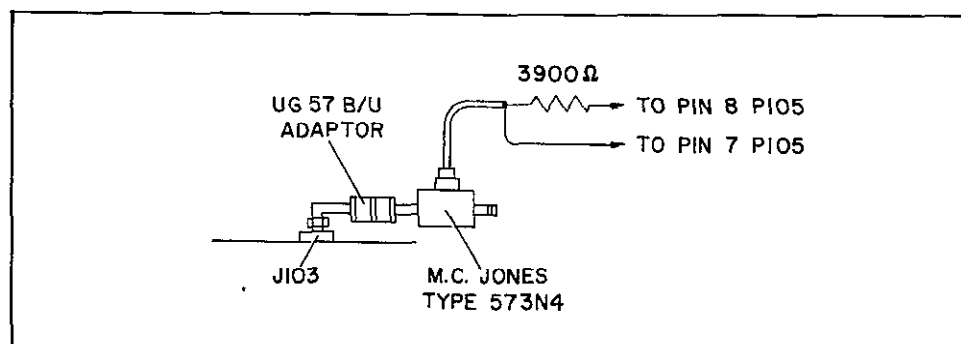 3900Ω
UG 57 B/U
ADAPTOR
TO PIN 8 P105
TO PIN 7 P105
J103
M.C. JONES
TYPE 573N4